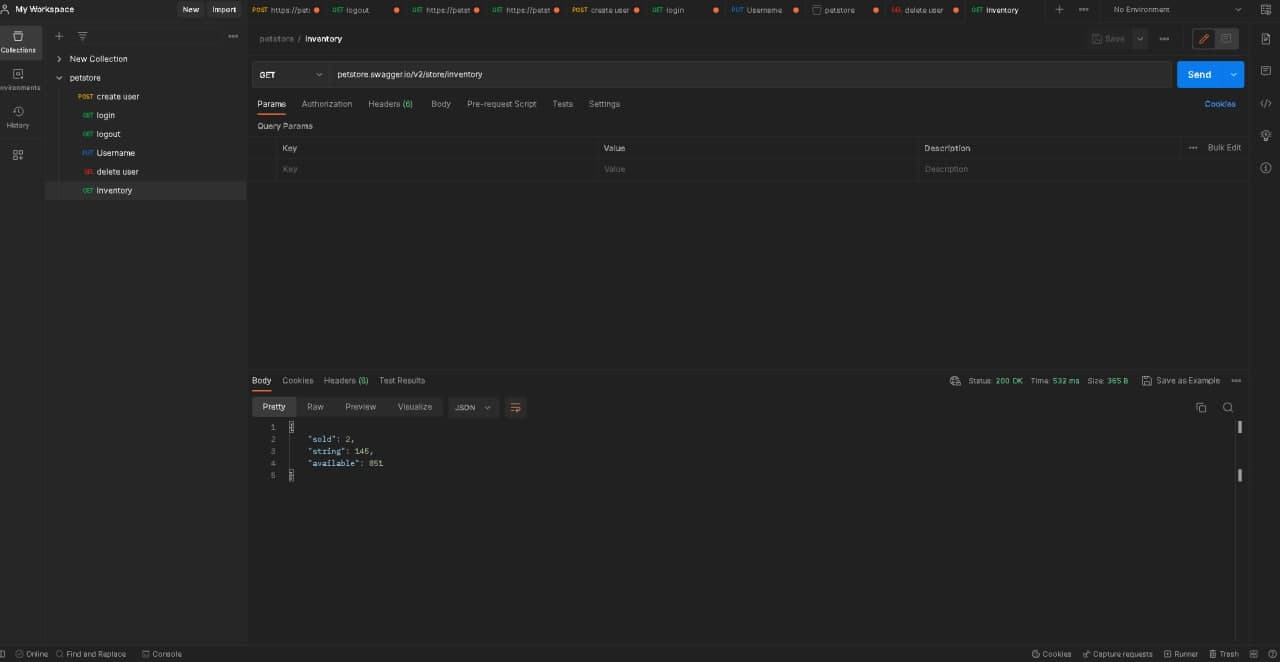 My Workspace New Import POST https://pet GET logout GET https://petst GET https://petst POST create user GET login PUT Username petstore DEL delete user GET Inventory No Environment
petstore / Inventory Save
Collections
New Collection
GET petstore.swagger.io/v2/store/inventory Send
petstore
nvironments
POST create user
GET login
GET logout
PUT Username
DEL delete user
GET Inventory
History
Params Authorization Headers (6) Body Pre-request Script Tests Settings Cookies
Query Params
Key Value Description Bulk Edit
Key Value Description
Body Cookies Headers (8) Test Results Status: 200 OK Time: 532 ms Size: 365 B Save as Example
Pretty Raw Preview Visualize JSON
1 {
2 "sold": 2,
3 "string": 145,
4 "available": 851
5 }
Online Find and Replace Console Cookies Capture requests Runner Trash